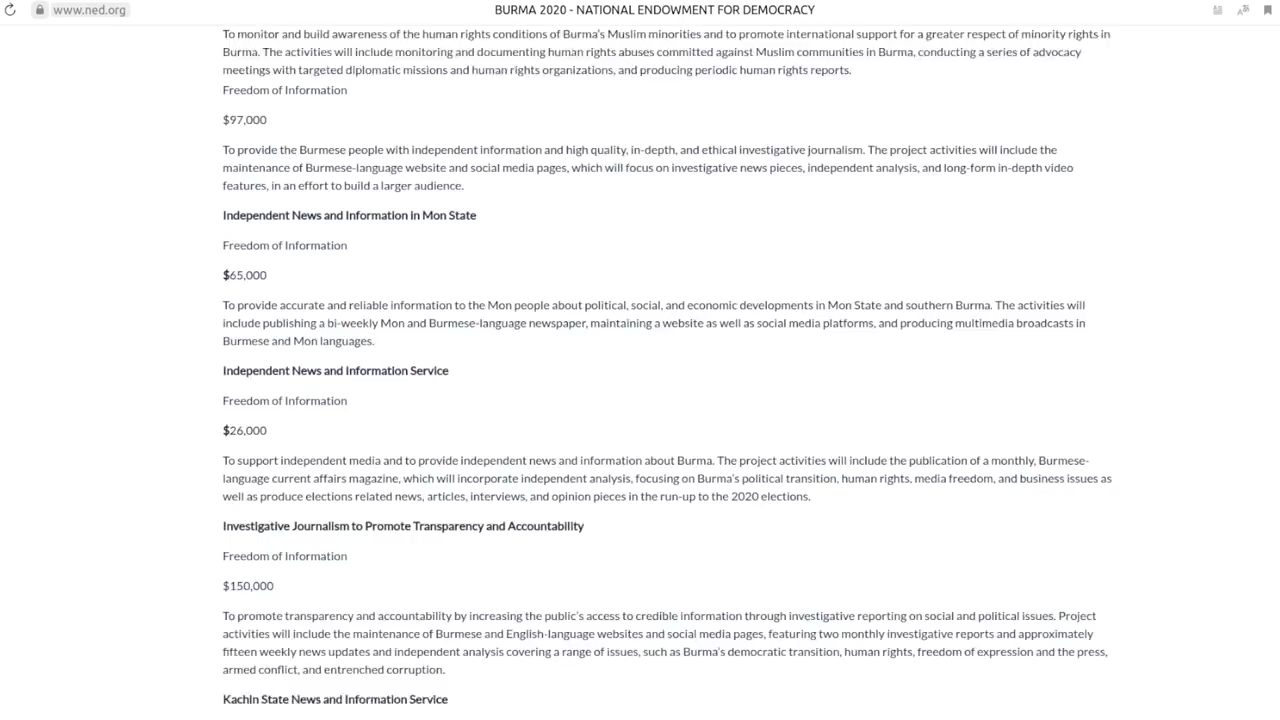 www.ned.org
BURMA 2020 - NATIONAL ENDOWMENT FOR DEMOCRACY
To monitor and build awareness of the human rights conditions of Burma's Muslim minorities and to promote international support for a greater respect of minority rights in
Burma. The activities will include monitoring and documenting human rights abuses committed against Muslim communities in Burma, conducting a series of advocacy
meetings with targeted diplomatic missions and human rights organizations, and producing periodic human rights reports.
Freedom of Information
$97,000
To provide the Burmese people with independent information and high quality, in-depth, and ethical investigative journalism. The project activities will include the
maintenance of Burmese-language website and social media pages, which will focus on investigative news pieces, independent analysis, and long-form in-depth video
features, in an effort to build a larger audience.
Independent News and Information in Mon State
Freedom of Information
$65,000
To provide accurate and reliable information to the Mon people about political, social, and economic developments in Mon State and southern Burma. The activities will
include publishing a bi-weekly Mon and Burmese-language newspaper, maintaining a website as well as social media platforms, and producing multimedia broadcasts in
Burmese and Mon languages.
Independent News and Information Service
Freedom of Information
$26,000
To support independent media and to provide independent news and information about Burma. The project activities will include the publication of a monthly, Burmese-
language current affairs magazine, which will incorporate independent analysis, focusing on Burma's political transition, human rights, media freedom, and business issues as
well as produce elections related news, articles, interviews, and opinion pieces in the run-up to the 2020 elections.
Investigative Journalism to Promote Transparency and Accountability
Freedom of Information
$150,000
To promote transparency and accountability by increasing the public's access to credible information through investigative reporting on social and political issues. Project
activities will include the maintenance of Burmese and English-language websites and social media pages, featuring two monthly investigative reports and approximately
fifteen weekly news updates and independent analysis covering a range of issues, such as Burma's democratic transition, human rights, freedom of expression and the press,
armed conflict, and entrenched corruption.
Kachin State News and Information Service